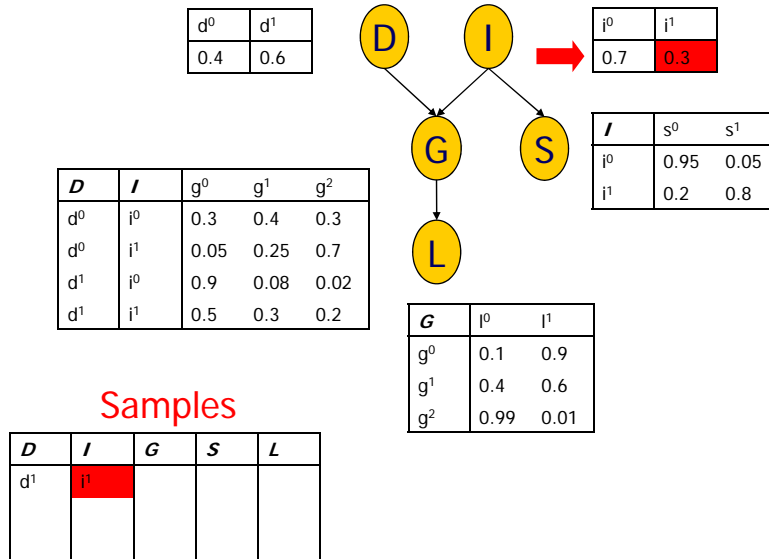 d⁰ d¹
0.4 0.6
D
I
i⁰ i¹
0.7 0.3
G
S
I s⁰ s¹
i⁰ 0.95 0.05
i¹ 0.2 0.8
D I g⁰ g¹ g²
d⁰ i⁰ 0.3 0.4 0.3
d⁰ i¹ 0.05 0.25 0.7
d¹ i⁰ 0.9 0.08 0.02
d¹ i¹ 0.5 0.3 0.2
L
G l⁰ l¹
g⁰ 0.1 0.9
g¹ 0.4 0.6
g² 0.99 0.01
Samples
D I G S L
d¹ i¹